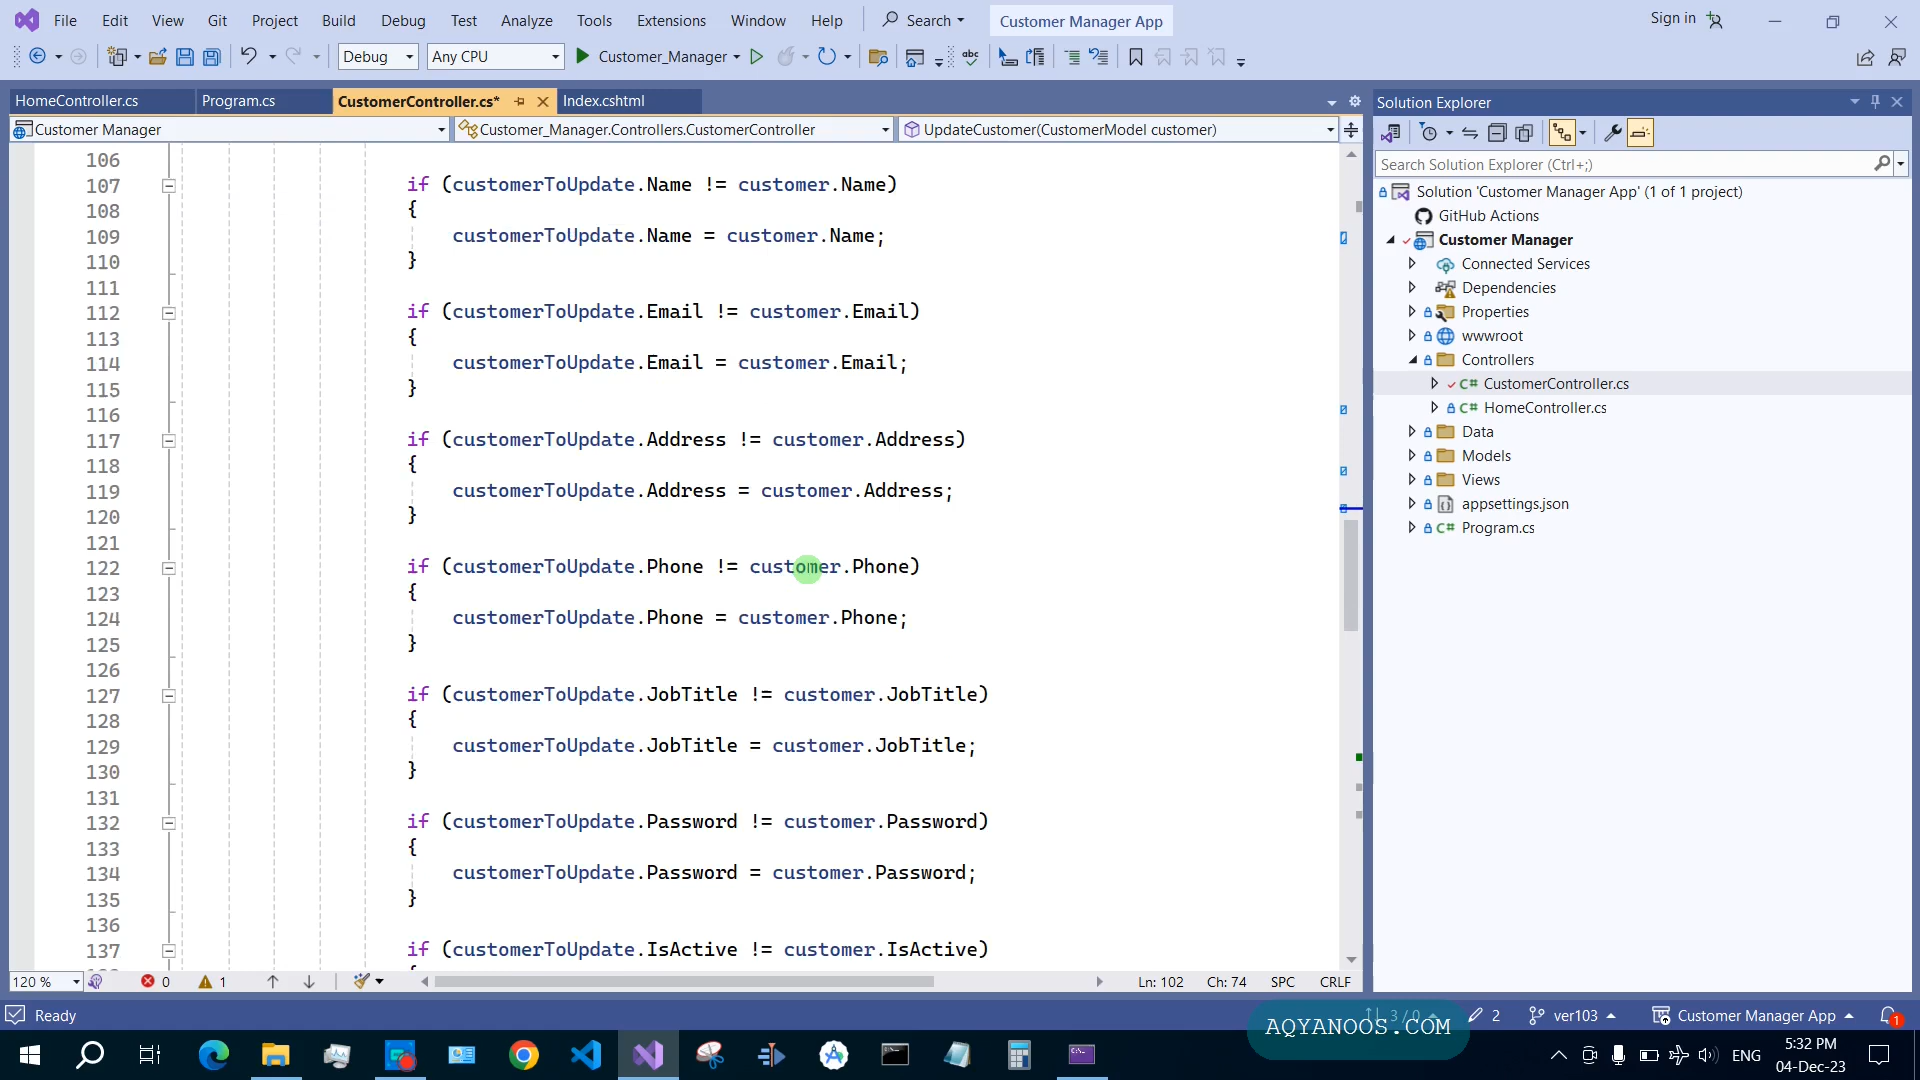 File Edit View Git Project Build Debug Test Analyze Tools Extensions Window Help Search Customer Manager App Sign in
Debug Any CPU Customer_Manager abc
HomeController.cs Program.cs CustomerController.cs* Index.cshtml
Customer Manager Customer_Manager.Controllers.CustomerController UpdateCustomer(CustomerModel customer)
106
107 if (customerToUpdate.Name != customer.Name)
108 {
109 customerToUpdate.Name = customer.Name;
110 }
111
112 if (customerToUpdate.Email != customer.Email)
113 {
114 customerToUpdate.Email = customer.Email;
115 }
116
117 if (customerToUpdate.Address != customer.Address)
118 {
119 customerToUpdate.Address = customer.Address;
120 }
121
122 if (customerToUpdate.Phone != customer.Phone)
123 {
124 customerToUpdate.Phone = customer.Phone;
125 }
126
127 if (customerToUpdate.JobTitle != customer.JobTitle)
128 {
129 customerToUpdate.JobTitle = customer.JobTitle;
130 }
131
132 if (customerToUpdate.Password != customer.Password)
133 {
134 customerToUpdate.Password = customer.Password;
135 }
136
137 if (customerToUpdate.IsActive != customer.IsActive)
120 % 0 1 Ln: 102 Ch: 74 SPC CRLF
Solution Explorer
Search Solution Explorer (Ctrl+;)
Solution 'Customer Manager App' (1 of 1 project)
GitHub Actions
Customer Manager
Connected Services
Dependencies
Properties
wwwroot
Controllers
C# CustomerController.cs
C# HomeController.cs
Data
Models
Views
appsettings.json
C# Program.cs
Ready 3 / 0 2 ver103 Customer Manager App 1
AQYANOOS.COM
ENG
5:32 PM
04-Dec-23